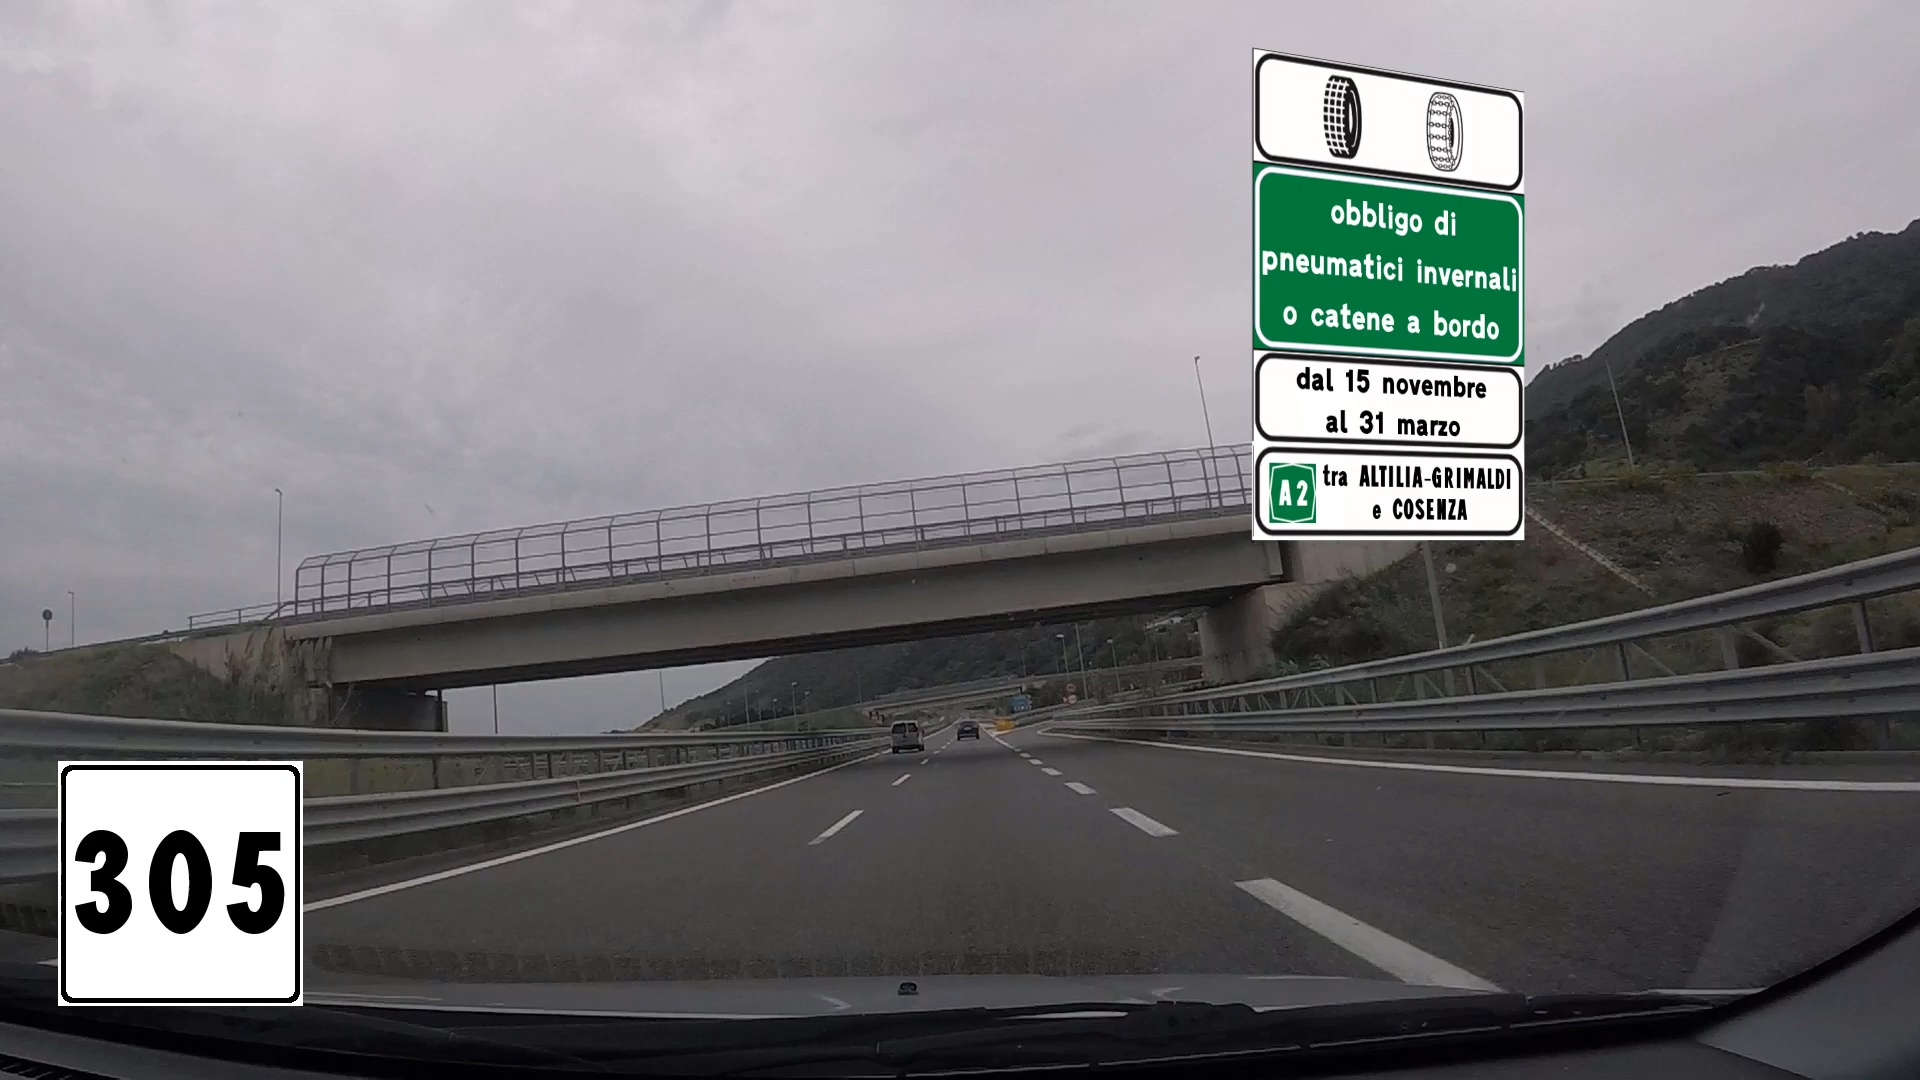 obbligo di
pneumatici invernali
o catene a bordo
dal 15 novembre
al 31 marzo
A2 tra ALTILIA-GRIMALDI
e COSENZA
305